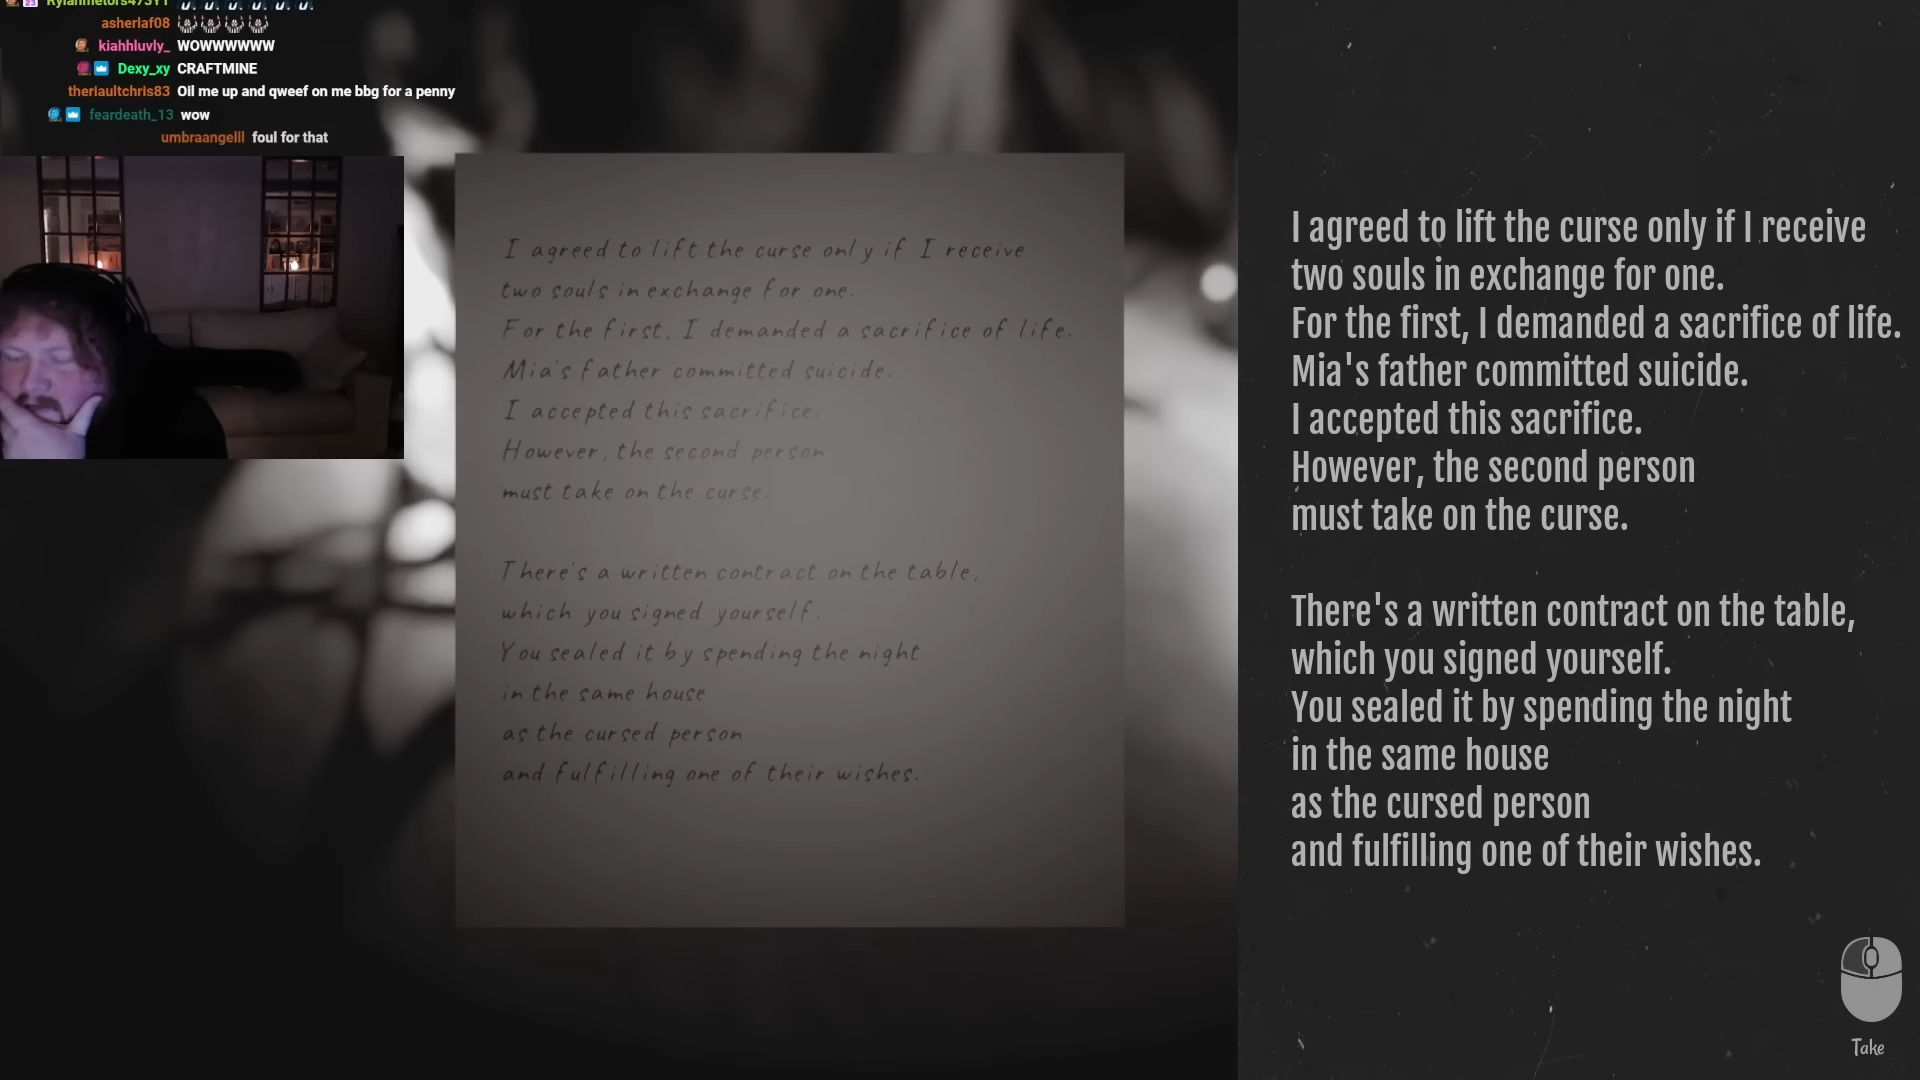 asherlaf08
kiahhluvly_ WOWWWWWW
Dexy_xy CRAFTMINE
theriaultchris83 Oil me up and qweef on me bbg for a penny
feardeath_13 wow
umbraangelll foul for that
I agreed to lift the curse only if I receive
two souls in exchange for one.
For the first, I demanded a sacrifice of life.
Mia's father committed suicide.
I accepted this sacrifice.
However, the second person
must take on the curse.
There's a written contract on the table,
which you signed yourself.
You sealed it by spending the night
in the same house
as the cursed person
and fulfilling one of their wishes.
I agreed to lift the curse only if I receive
two souls in exchange for one.
For the first, I demanded a sacrifice of life.
Mia's father committed suicide.
I accepted this sacrifice.
However, the second person
must take on the curse.
There's a written contract on the table,
which you signed yourself.
You sealed it by spending the night
in the same house
as the cursed person
and fulfilling one of their wishes.
Take